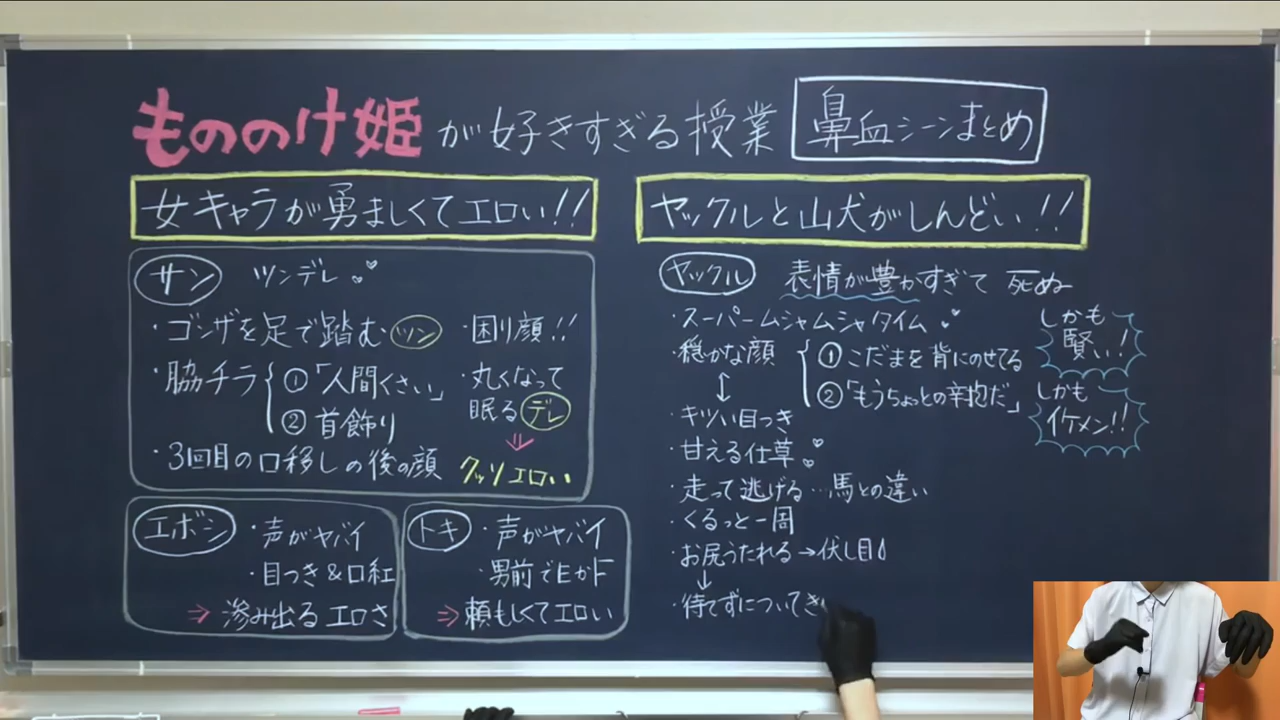 もののけ姫が好きすぎる授業 鼻血シーンまとめ
女キャラが勇ましくてエロい!!
サン ツンデレ
・ゴンザを足で踏む ツン
・脇チラ ①「人間くさい」
② 首飾り
・3回目の口移しの後の顔
・困り顔!!
・丸くなって
眠る デレ
⇓
クッソエロい
エボシ ・声がヤバイ
・目つき&口紅
⇒ 滲み出るエロさ
トキ ・声がヤバイ
・男前でEかF
⇒ 頼もしくてエロい
ヤックルと山犬がしんどい!!
ヤックル 表情が豊かすぎて 死ぬ
・スーパームシャムシャタイム
・穏やかな顔 ① こだまを背にのせてる
② 「もうちょっとの辛抱だ」
↕
・キツい目つき
・甘える仕草
・走って逃げる…馬との違い
・くるっと一周
・お尻うたれる→伏し目
↓
・待てずについてき
しかも
賢い!
しかも
イケメン!!